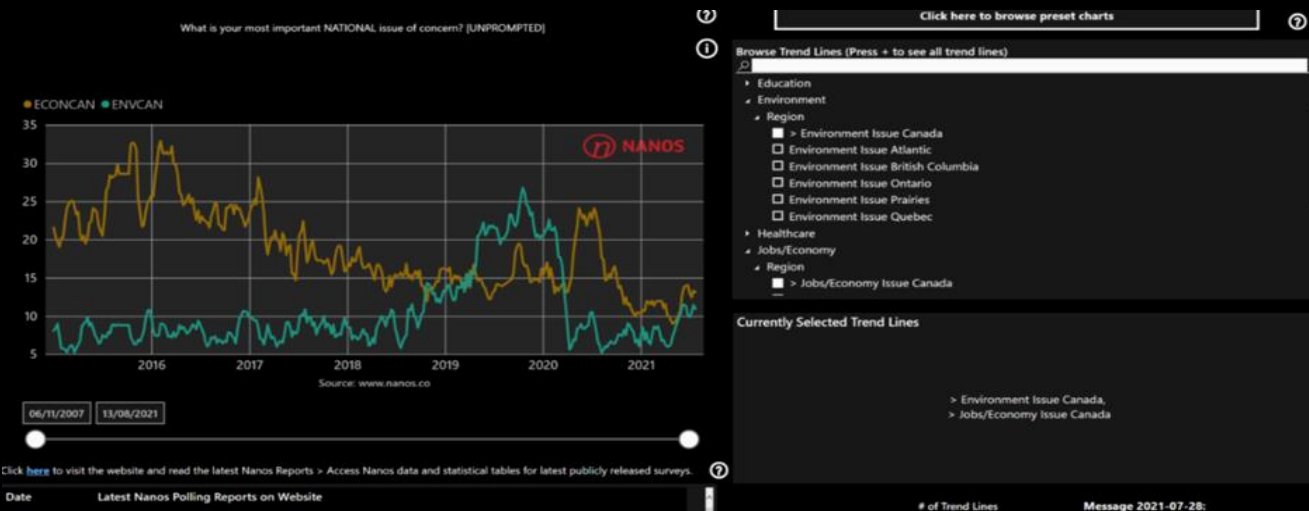 What is your most important NATIONAL issue of concern? [UNPROMPTED]
ECONCAN ENVCAN
35
30
25
20
15
10
5
NANOS
2016 2017 2018 2019 2020 2021
Source: www.nanos.co
06/11/2007 13/08/2021
Click here to visit the website and read the latest Nanos Reports > Access Nanos data and statistical tables for latest publicly released surveys.
Date Latest Nanos Polling Reports on Website
Click here to browse preset charts
Browse Trend Lines (Press + to see all trend lines)
Education
Environment
Region
> Environment Issue Canada
Environment Issue Atlantic
Environment Issue British Columbia
Environment Issue Ontario
Environment Issue Prairies
Environment Issue Quebec
Healthcare
Jobs/Economy
Region
> Jobs/Economy Issue Canada
Currently Selected Trend Lines
> Environment Issue Canada,
> Jobs/Economy Issue Canada
# of Trend Lines Message 2021-07-28: